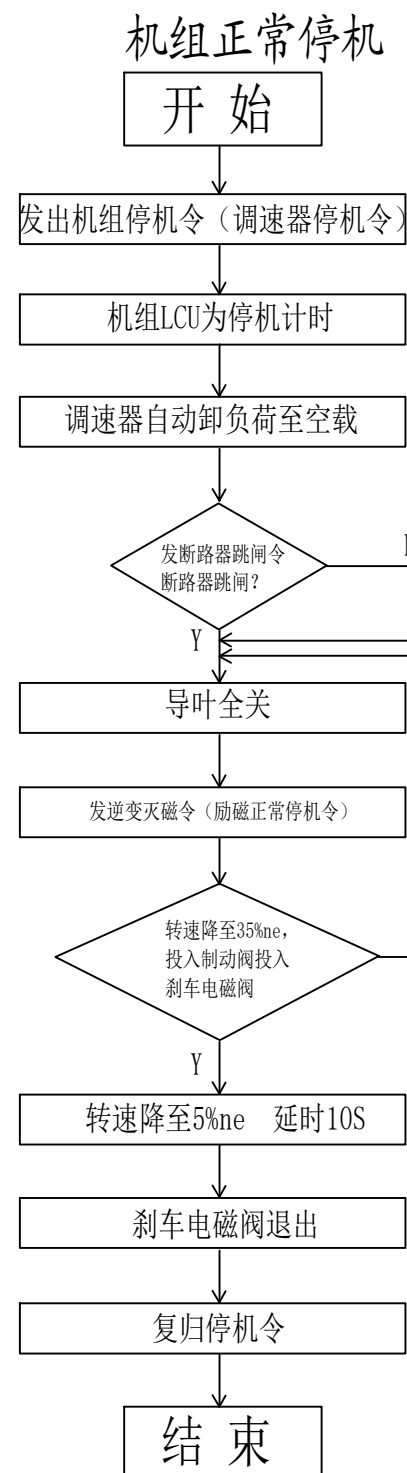 机组正常停机
开 始
发出机组停机令（调速器停机令）
机组LCU为停机计时
调速器自动卸负荷至空载
发断路器跳闸令
断路器跳闸?
Y
导叶全关
发逆变灭磁令（励磁正常停机令）
转速降至35%ne,
投入制动阀投入
刹车电磁阀
Y
转速降至5%ne 延时10S
刹车电磁阀退出
复归停机令
结 束